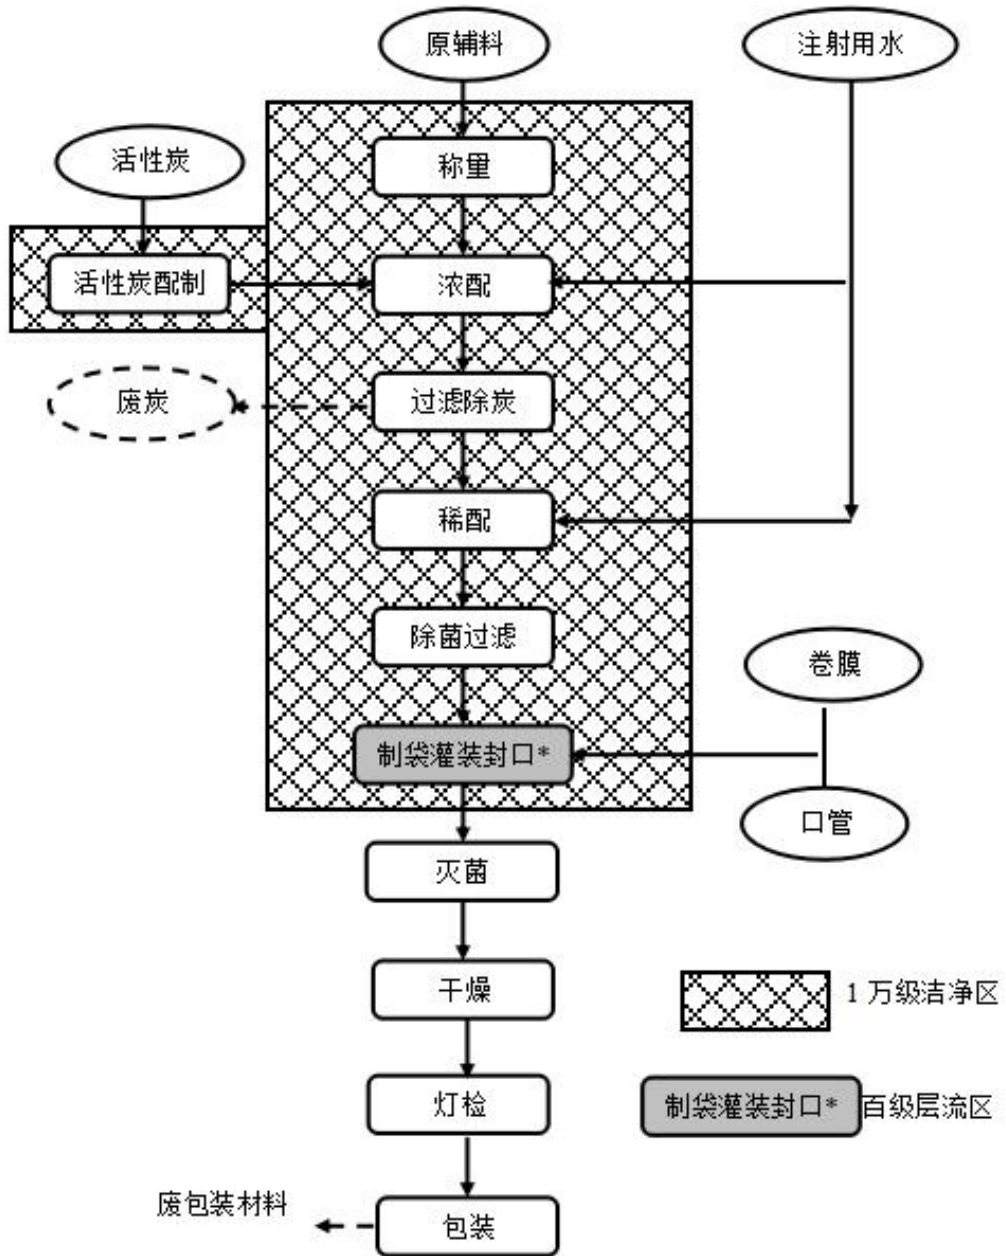 原辅料
注射用水
活性炭
称量
活性炭配制
浓配
废炭
过滤除炭
稀配
除菌过滤
卷膜
制袋灌装封口*
口管
灭菌
干燥
1 万级洁净区
灯检
制袋灌装封口*
百级层流区
废包装材料
包装